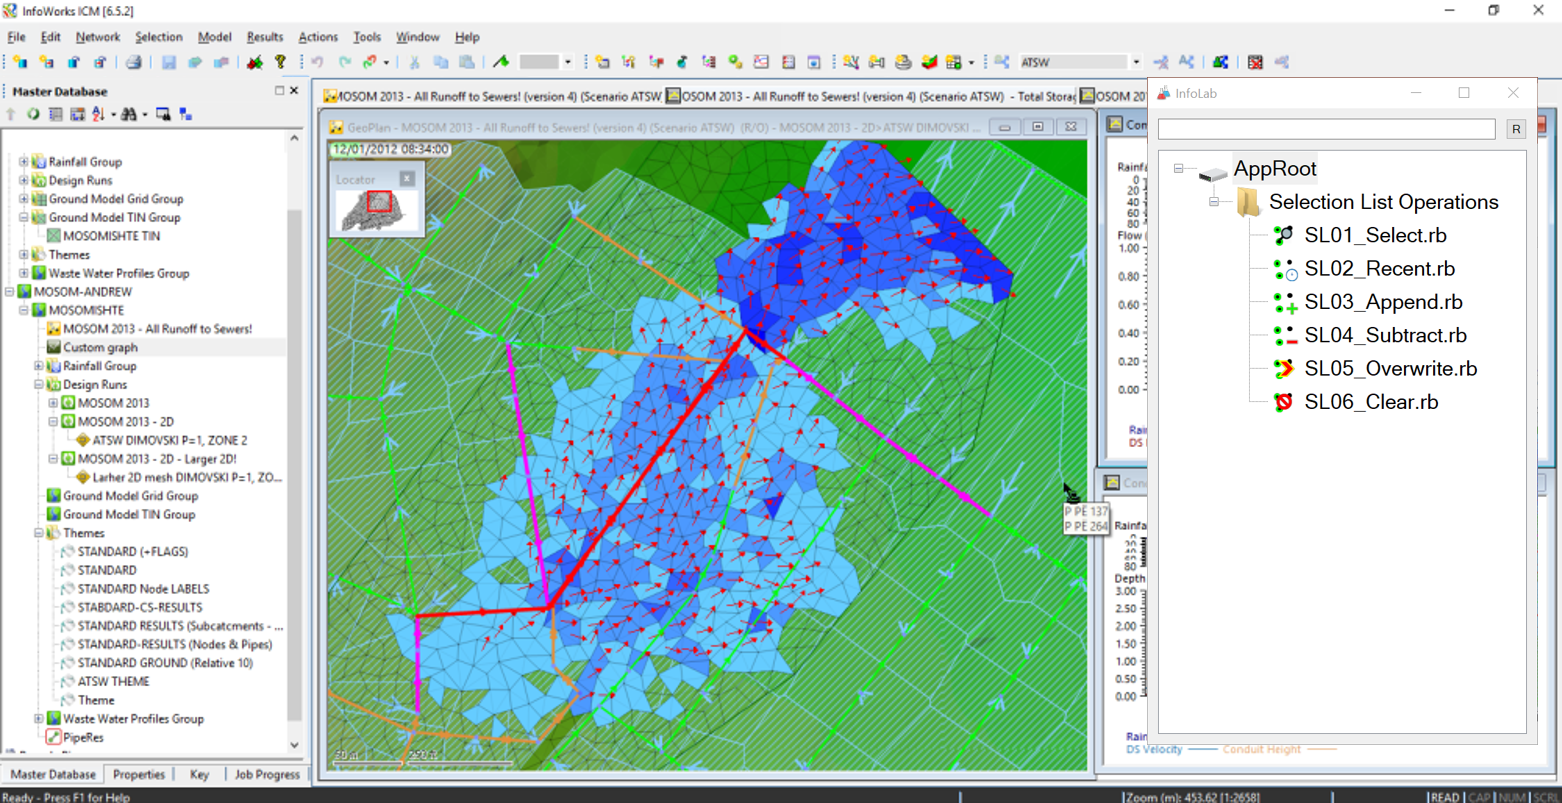 InfoWorks ICM [6.5.2]
File Edit Network Selection Model Results Actions Tools Window Help
ATSW
Master Database
Rainfall Group
Design Runs
Ground Model Grid Group
Ground Model TIN Group
MOSOMISHTE TIN
Themes
Waste Water Profiles Group
MOSOM-ANDREW
MOSOMISHTE
MOSOM 2013 - All Runoff to Sewers!
Custom graph
Rainfall Group
Design Runs
MOSOM 2013
MOSOM 2013 - 2D
ATSW DIMOVSKI P=1, ZONE 2
MOSOM 2013 - 2D - Larger 2D!
Larher 2D mesh DIMOVSKI P=1, ZO...
Ground Model Grid Group
Ground Model TIN Group
Themes
STANDARD (+FLAGS)
STANDARD
STANDARD Node LABELS
STABDARD-CS-RESULTS
STANDARD RESULTS (Subcatcments - ...
STANDARD-RESULTS (Nodes & Pipes)
STANDARD GROUND (Relative 10)
ATSW THEME
Theme
Waste Water Profiles Group
PipeRes
Master Database Properties Key Job Progress
MOSOM 2013 - All Runoff to Sewers! (version 4) (Scenario ATSW,
OSOM 2013 - All Runoff to Sewers! (version 4) (Scenario ATSW) - Total Storag
OSOM 20
GeoPlan - MOSOM 2013 - All Runoff to Sewers! (version 4) (Scenario ATSW) (R/O) - MOSOM 2013 - 2D>ATSW DIMOVSKI ...
12/01/2012 08:34:00
Locator
50 m
P PE 137
P PE 264
Com
Rainfa
0
20
40
60
80
Flow (
1.00
0.80
0.60
0.40
0.20
0.00
Rain
DS
Con
Rainfa
0
20
40
60
80
Depth
3.00
2.50
2.00
1.50
1.00
0.50
0.00
Rain
DS Velocity Conduit Height
InfoLab
R
AppRoot
Selection List Operations
SL01_Select.rb
SL02_Recent.rb
SL03_Append.rb
SL04_Subtract.rb
SL05_Overwrite.rb
SL06_Clear.rb
Ready - Press F1 for Help
Zoom (m): 453.62 [1:2658] READ CAP NUM SCRL